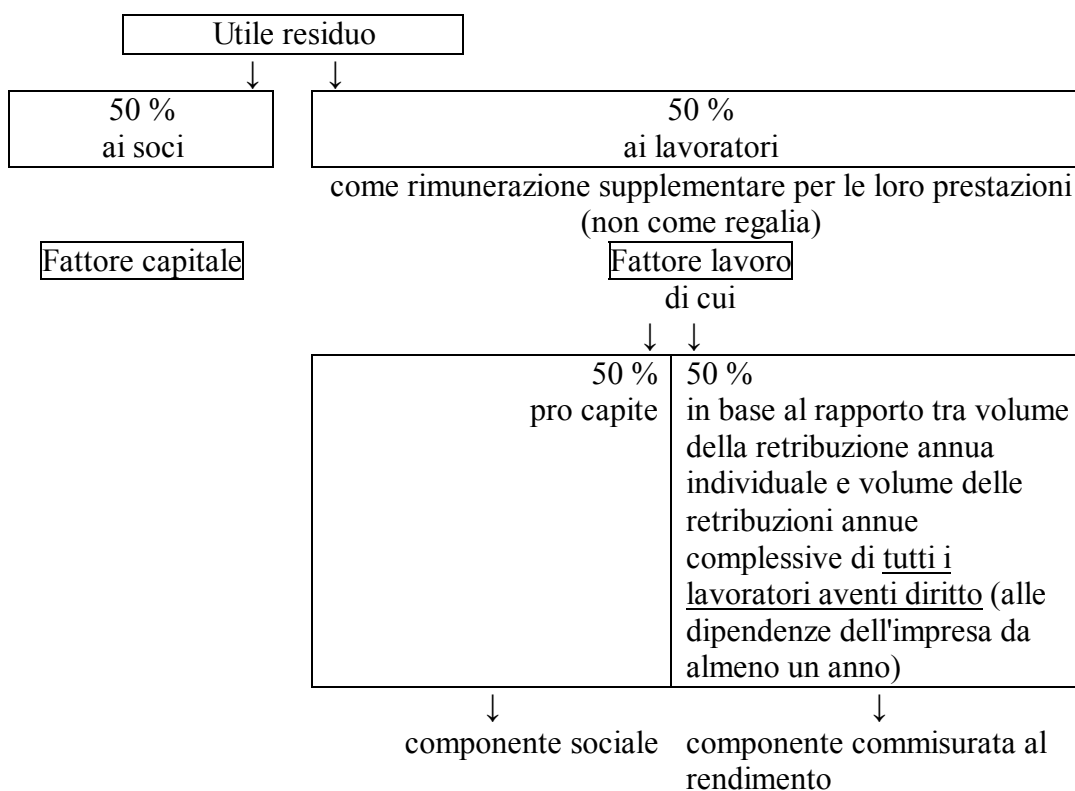 Utile residuo
↓ ↓
50 %
ai soci
50 %
ai lavoratori
come rimunerazione supplementare per le loro prestazioni
(non come regalia)
Fattore capitale
Fattore lavoro
di cui
↓ ↓
50 %
pro capite
50 %
in base al rapporto tra volume
della retribuzione annua
individuale e volume delle
retribuzioni annue
complessive di tutti i
lavoratori aventi diritto (alle
dipendenze dell'impresa da
almeno un anno)
↓
componente sociale
↓
componente commisurata al
rendimento